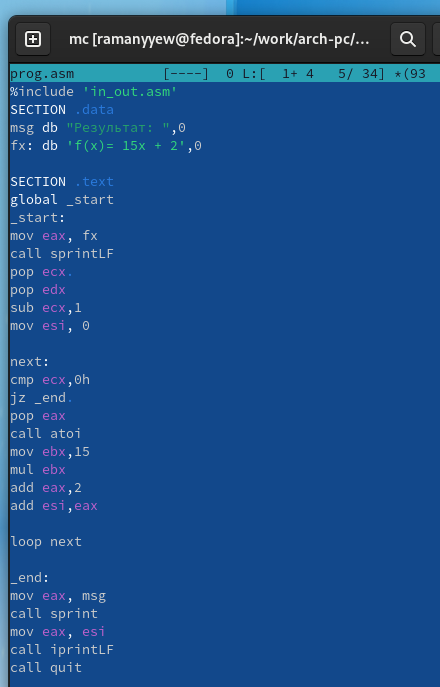 mc [ramanyyew@fedora]:~/work/arch-pc/...
prog.asm [----] 0 L:[ 1+ 4 5/ 34] *(93
%include 'in_out.asm'
SECTION .data
msg db "Результат: ",0
fx: db 'f(x)= 15x + 2',0
SECTION .text
global _start
_start:
mov eax, fx
call sprintLF
pop ecx.
pop edx
sub ecx,1
mov esi, 0
next:
cmp ecx,0h
jz _end.
pop eax
call atoi
mov ebx,15
mul ebx
add eax,2
add esi,eax
loop next
_end:
mov eax, msg
call sprint
mov eax, esi
call iprintLF
call quit